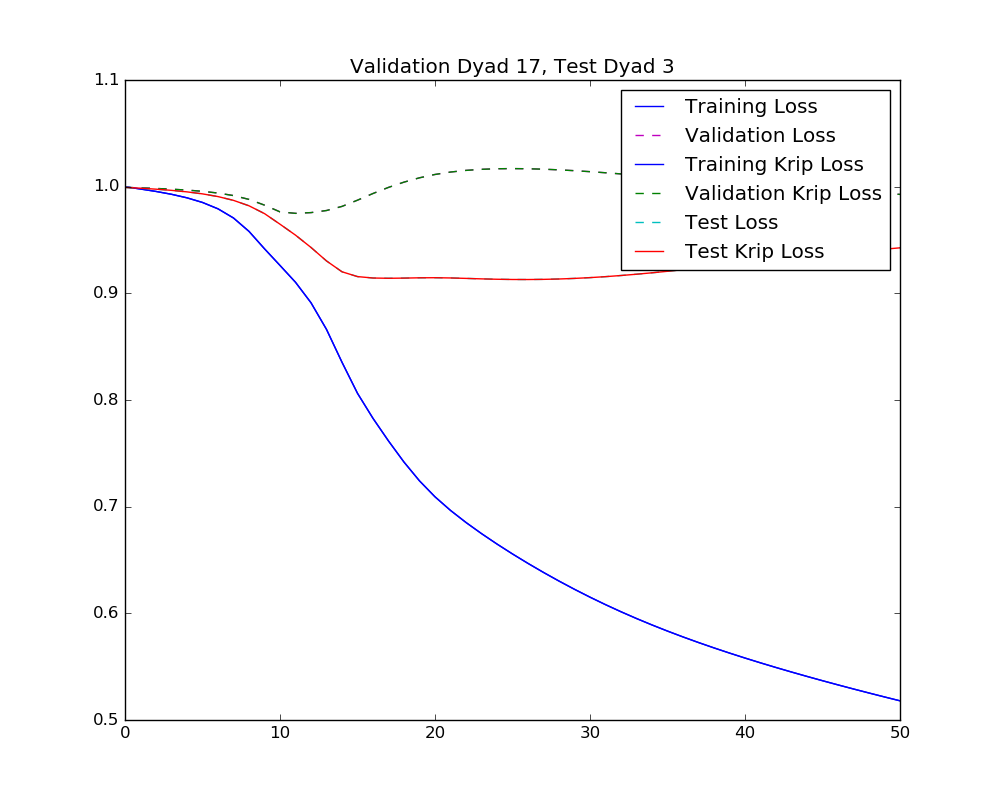 Validation Dyad 17, Test Dyad 3
1.1
1.0
0.9
0.8
0.7
0.6
0.5
Training Loss
Validation Loss
Training Krip Loss
Validation Krip Loss
Test Loss
Test Krip Loss
0 10 20 30 40 50